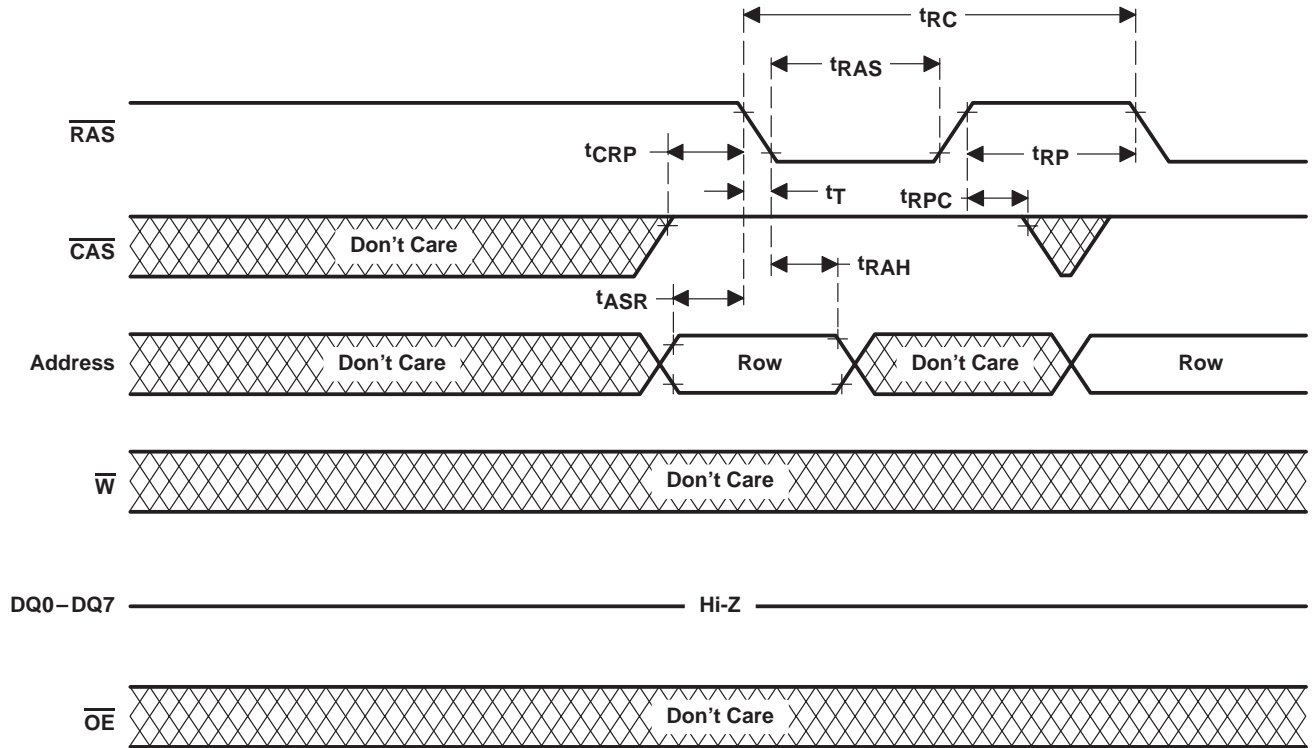 tRC
tRAS
RAS
tCRP
tRP
tT
tRPC
CAS
Don't Care
tRAH
tASR
Address
Don't Care
Row
Don't Care
Row
W
Don't Care
DQ0–DQ7
Hi-Z
OE
Don't Care